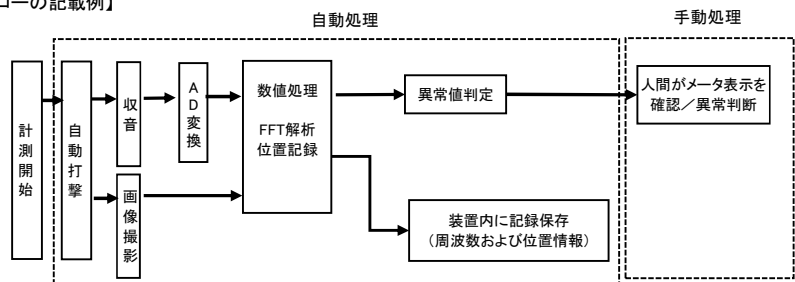 ローの記載例】
自動処理
手動処理
計測開始
自動打撃
収音
AD変換
数値処理
FFT解析
位置記録
異常値判定
人間がメータ表示を
確認／異常判断
画像撮影
装置内に記録保存
（周波数および位置情報）